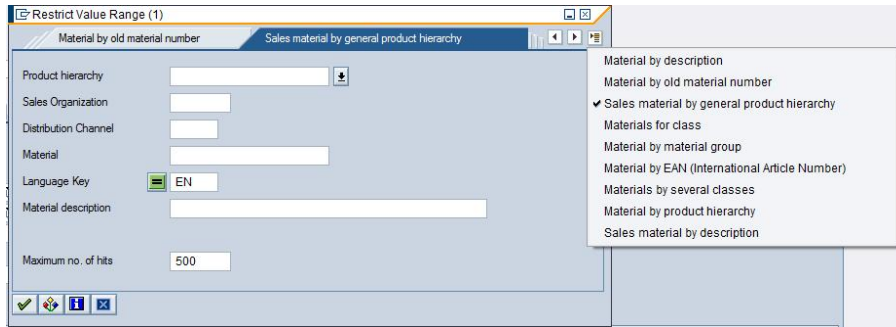 Restrict Value Range (1)
Material by old material number
Sales material by general product hierarchy
Product hierarchy
Sales Organization
Distribution Channel
Material
Language Key = EN
Material description
Maximum no. of hits 500
Material by description
Material by old material number
Sales material by general product hierarchy
Materials for class
Material by material group
Material by EAN (International Article Number)
Materials by several classes
Material by product hierarchy
Sales material by description